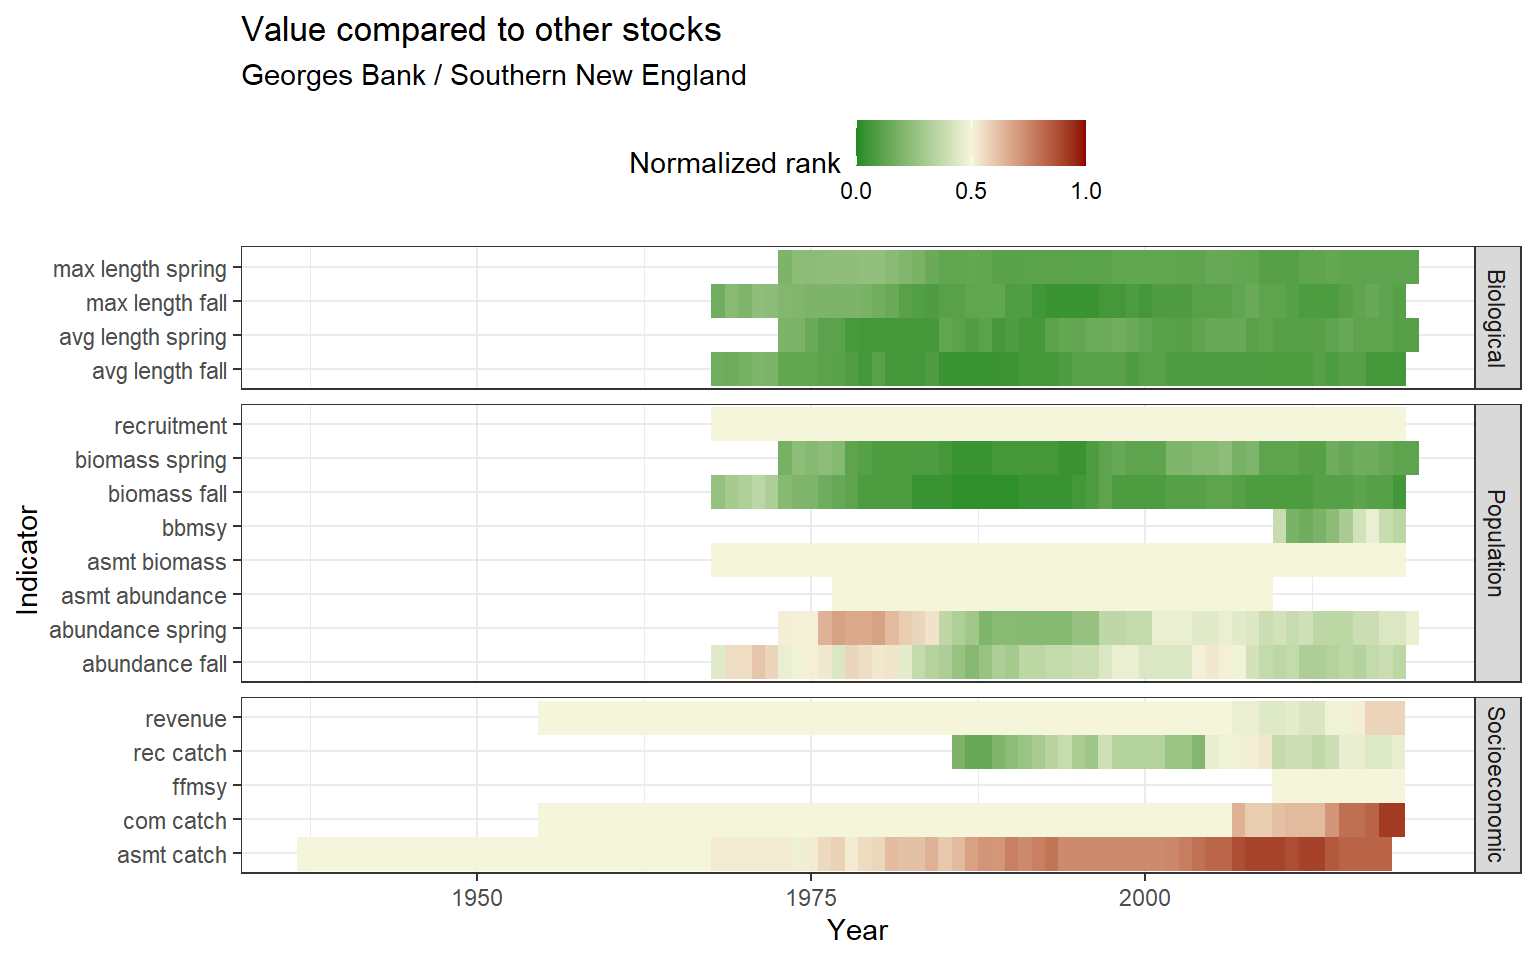 Value compared to other stocks
Georges Bank / Southern New England
Normalized rank
0.0 0.5 1.0
max length spring
max length fall
avg length spring
avg length fall
Biological
recruitment
biomass spring
biomass fall
bbmsy
asmt biomass
asmt abundance
abundance spring
abundance fall
Population
revenue
rec catch
ffmsy
com catch
asmt catch
Socioeconomic
Indicator
1950 1975 2000
Year